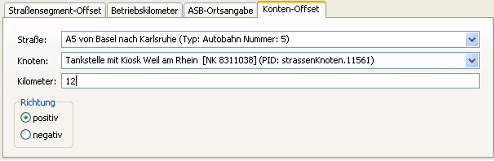 Straßensegment-Offset Betriebskilometer ASB-Ortsangabe Konten-Offset
Straße: A5 von Basel nach Karlsruhe (Typ: Autobahn Nummer: 5)
Knoten: Tankstelle mit Kiosk Weil am Rhein [NK 8311038] (PID: strassenKnoten.11561)
Kilometer: 12
Richtung
positiv
negativ